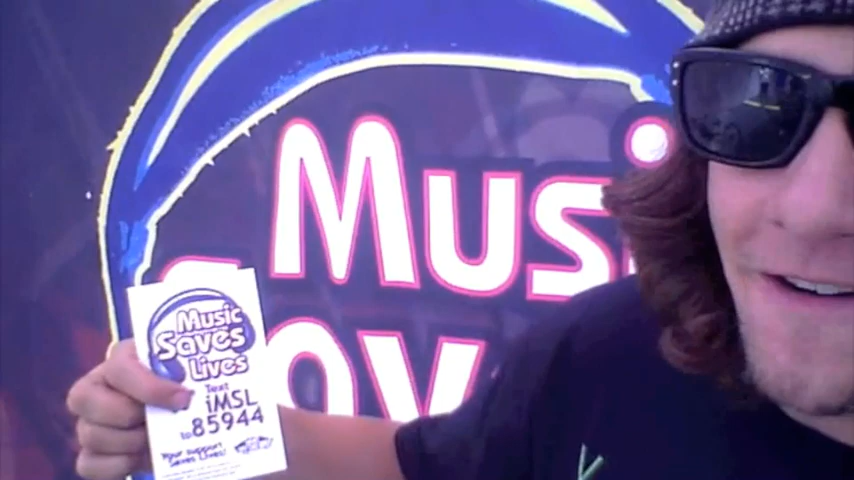 Music
Music
Saves
Lives
Text
iMSL
to 85944
Your support
Saves Lives!